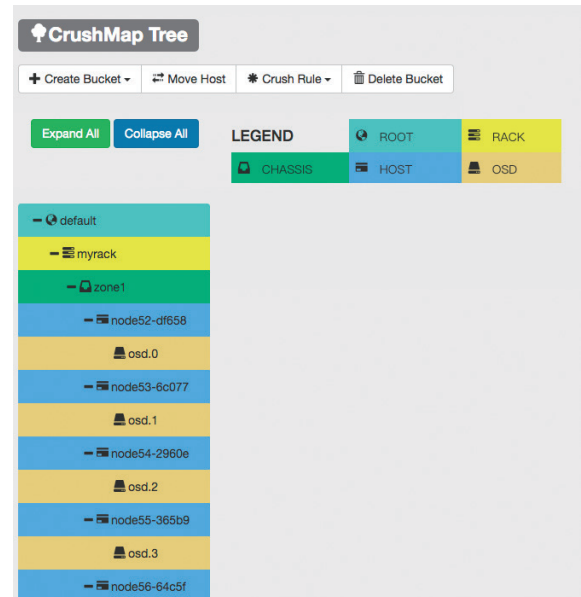 CrushMap Tree
Create Bucket Move Host Crush Rule Delete Bucket
Expand All Collapse All LEGEND ROOT RACK
CHASSIS HOST OSD
default
myrack
zone1
node52-df658
osd.0
node53-6c077
osd.1
node54-2960e
osd.2
node55-365b9
osd.3
node56-64c5f